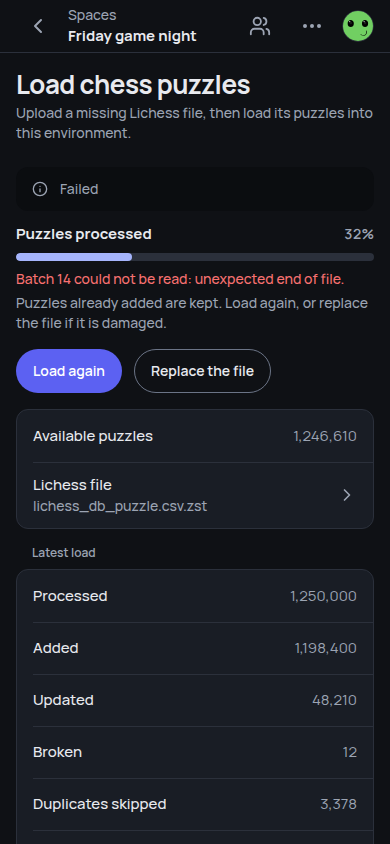 Spaces
Friday game night
Load chess puzzles
Upload a missing Lichess file, then load its puzzles into
this environment.
Failed
Puzzles processed 32%
Batch 14 could not be read: unexpected end of file.
Puzzles already added are kept. Load again, or replace
the file if it is damaged.
Load again Replace the file
Available puzzles 1,246,610
Lichess file
lichess_db_puzzle.csv.zst
Latest load
Processed 1,250,000
Added 1,198,400
Updated 48,210
Broken 12
Duplicates skipped 3,378